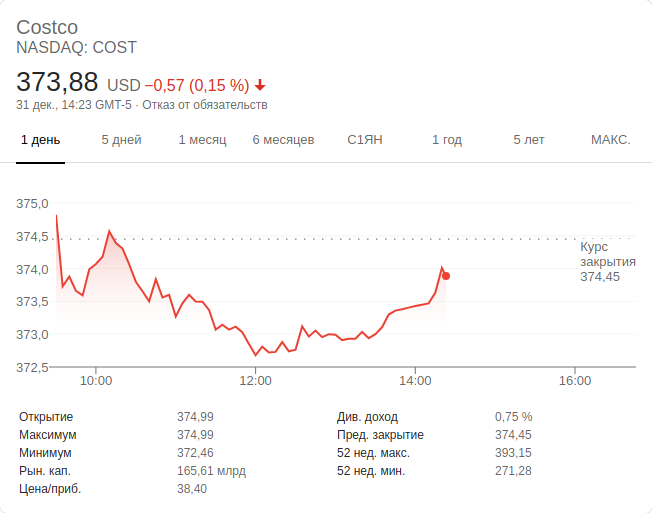 Costco
NASDAQ: COST
373,88 USD −0,57 (0,15 %)
31 дек., 14:23 GMT-5 · Отказ от обязательств
1 день 5 дней 1 месяц 6 месяцев С1ЯН 1 год 5 лет МАКС.
375,0
374,5
374,0
373,5
373,0
372,5
Курс
закрытия
374,45
10:00 12:00 14:00 16:00
Открытие 374,99 Див. доход 0,75 %
Максимум 374,99 Пред. закрытие 374,45
Минимум 372,46 52 нед. макс. 393,15
Рын. кап. 165,61 млрд 52 нед. мин. 271,28
Цена/приб. 38,40